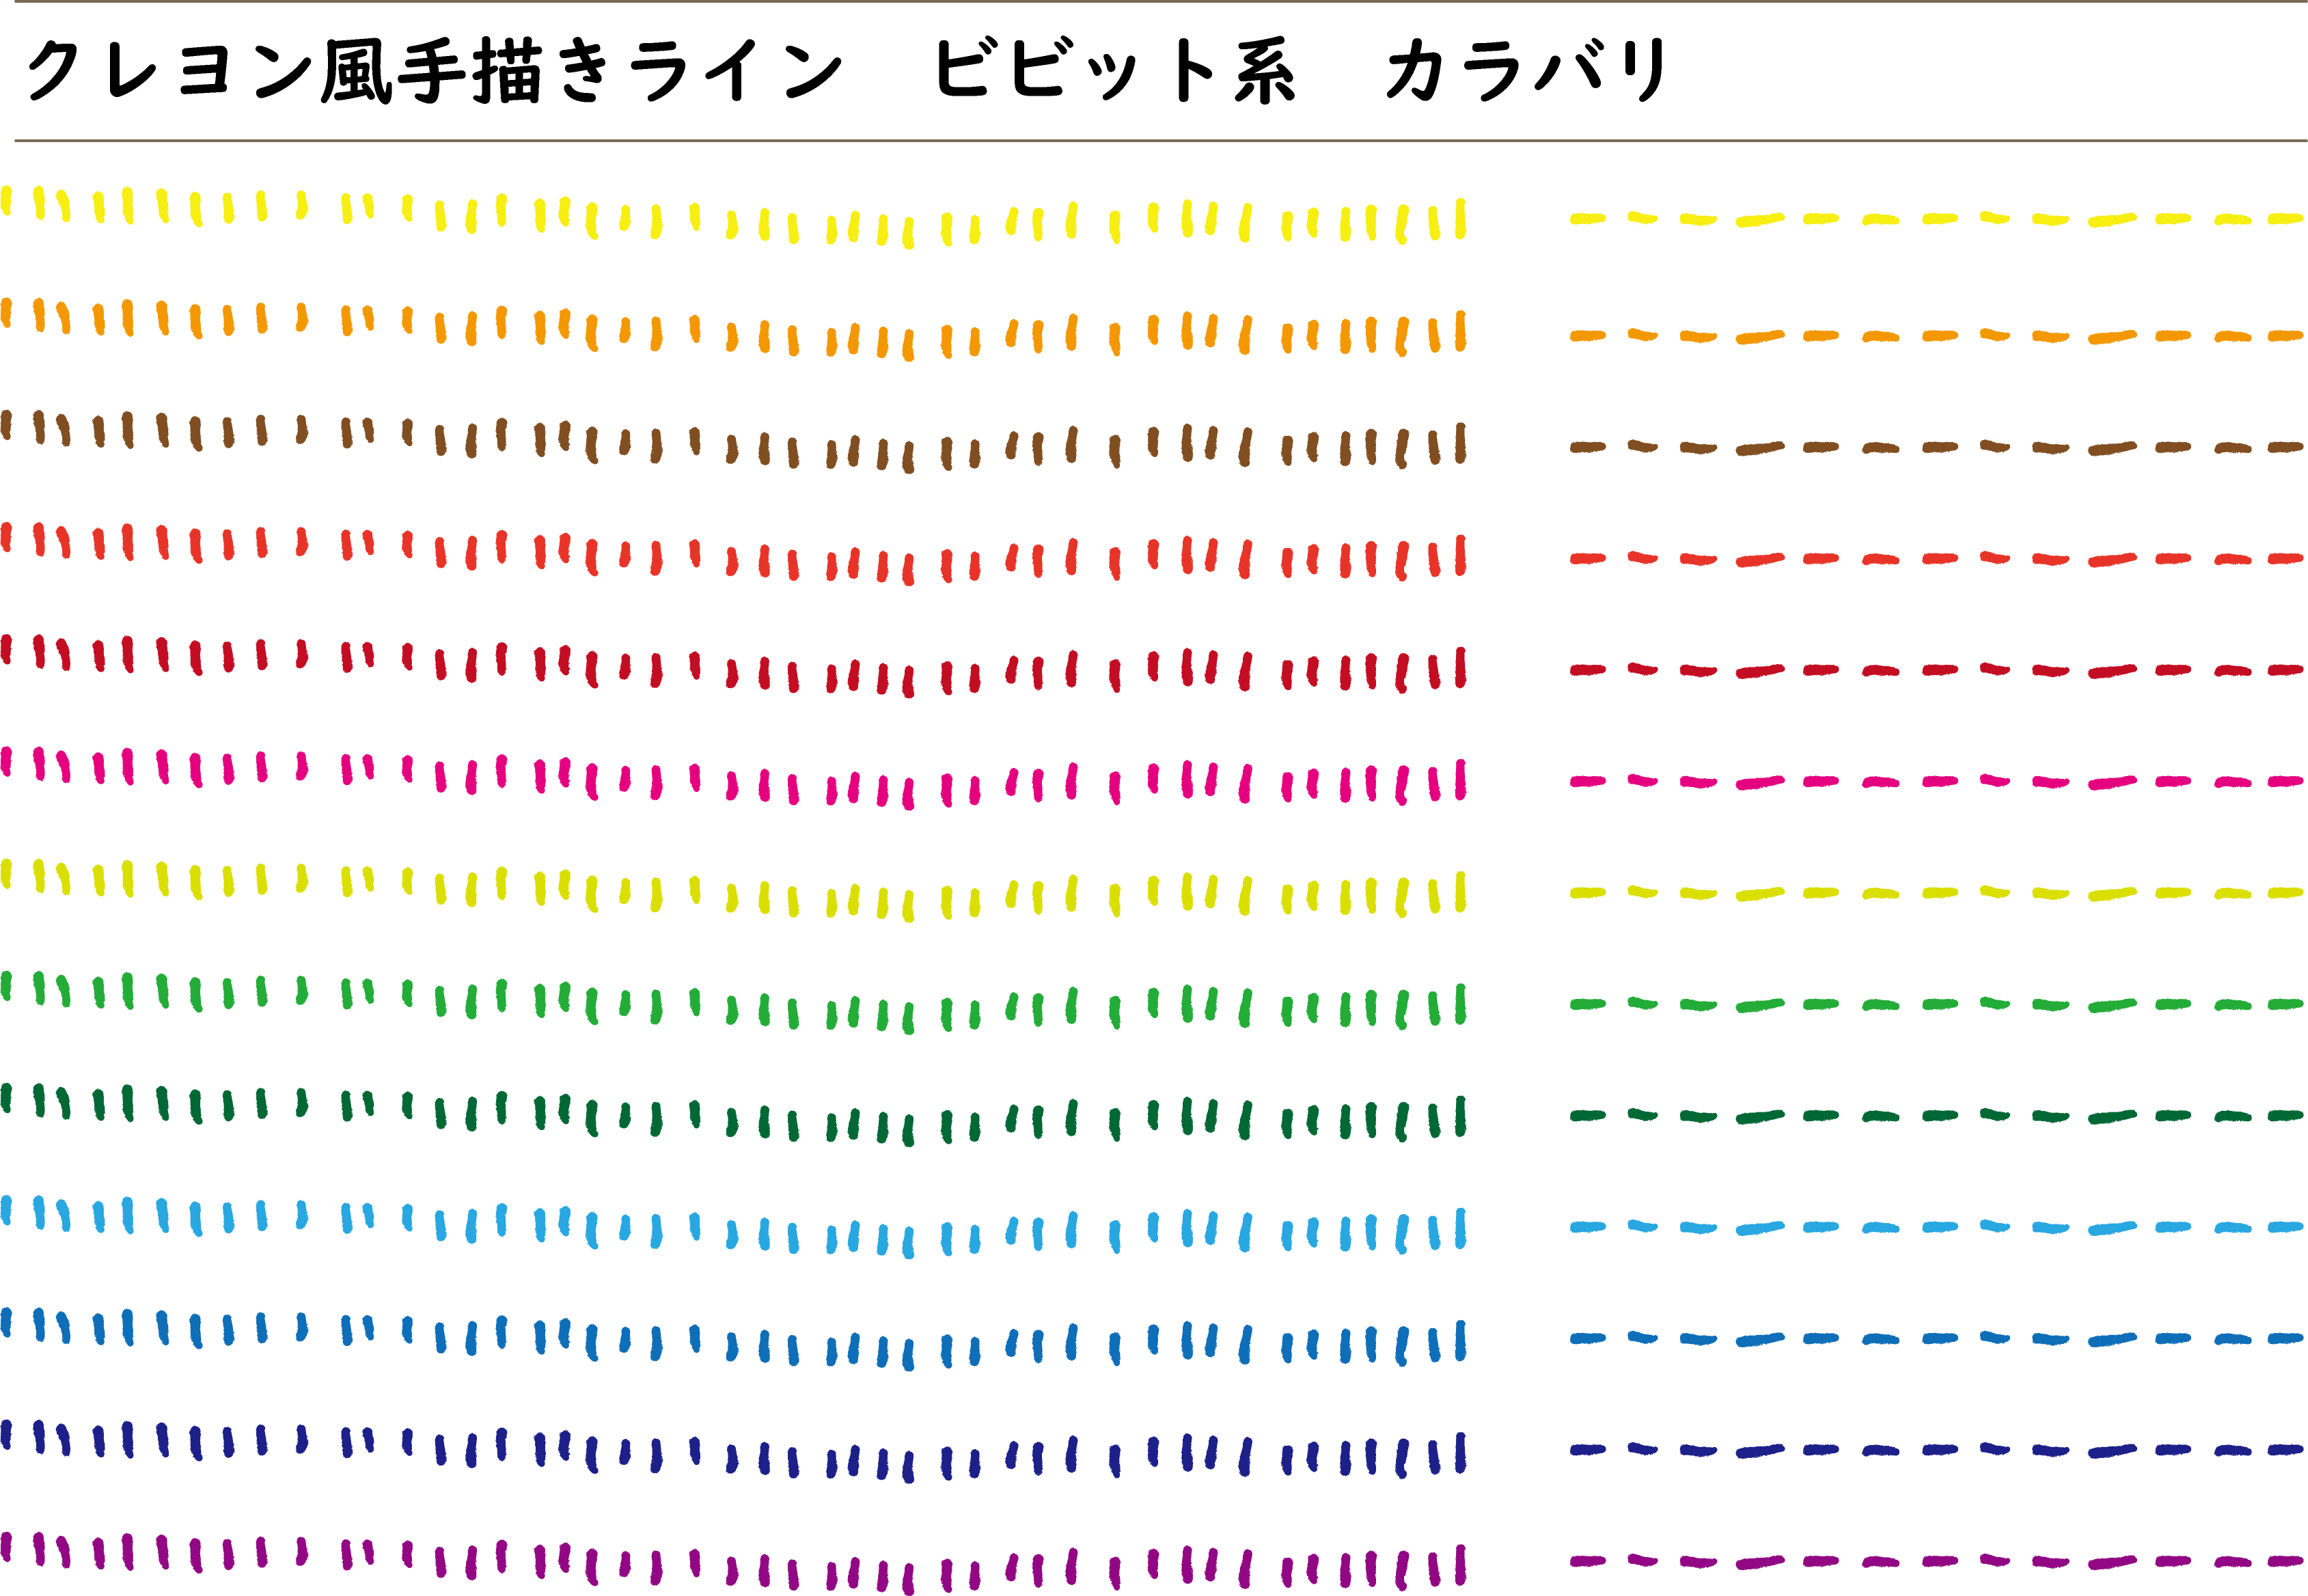 クレヨン風手描きライン　ビビット系　カラバリ